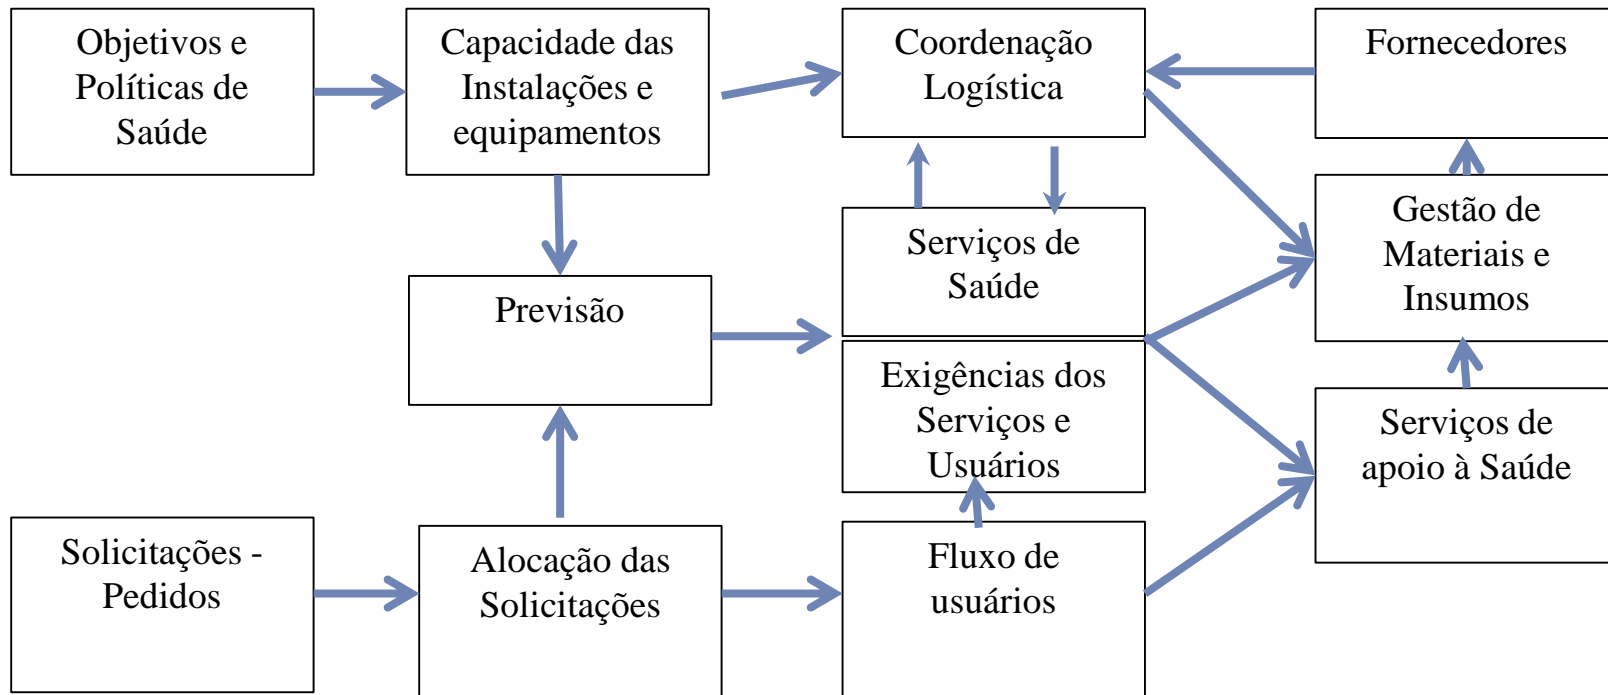 Objetivos e
Políticas de
Saúde
Capacidade das
Instalações e
equipamentos
Coordenação
Logística
Fornecedores
Serviços de
Saúde
Gestão de
Materiais e
Insumos
Previsão
Exigências dos
Serviços e
Usuários
Serviços de
apoio à Saúde
Solicitações -
Pedidos
Alocação das
Solicitações
Fluxo de
usuários